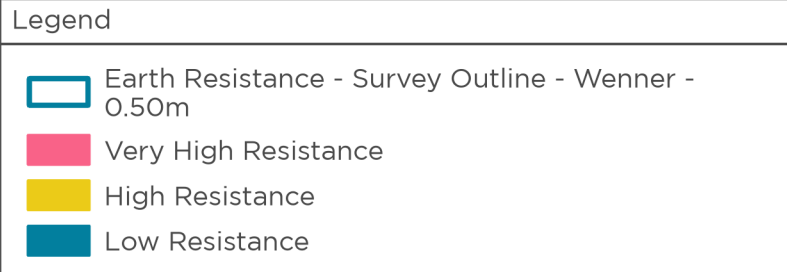 Legend
Earth Resistance - Survey Outline - Wenner -
0.50m
Very High Resistance
High Resistance
Low Resistance